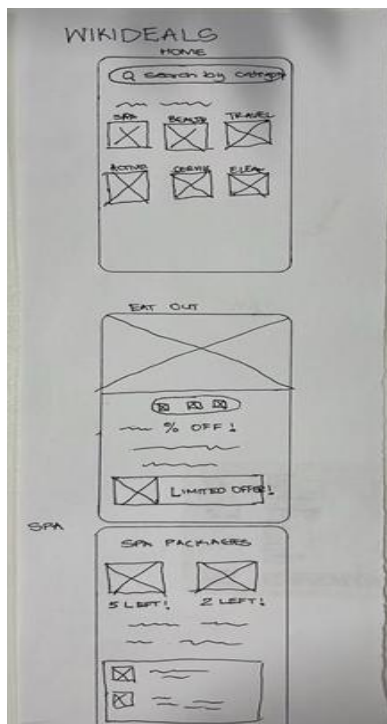 WIKIDEALS
HOME
Search by category
SPA BEAUTY TRAVEL
ACTIVE
EAT OUT
% OFF!
LIMITED OFFER!
SPA
SPA PACKAGES
5 LEFT! 2 LEFT!